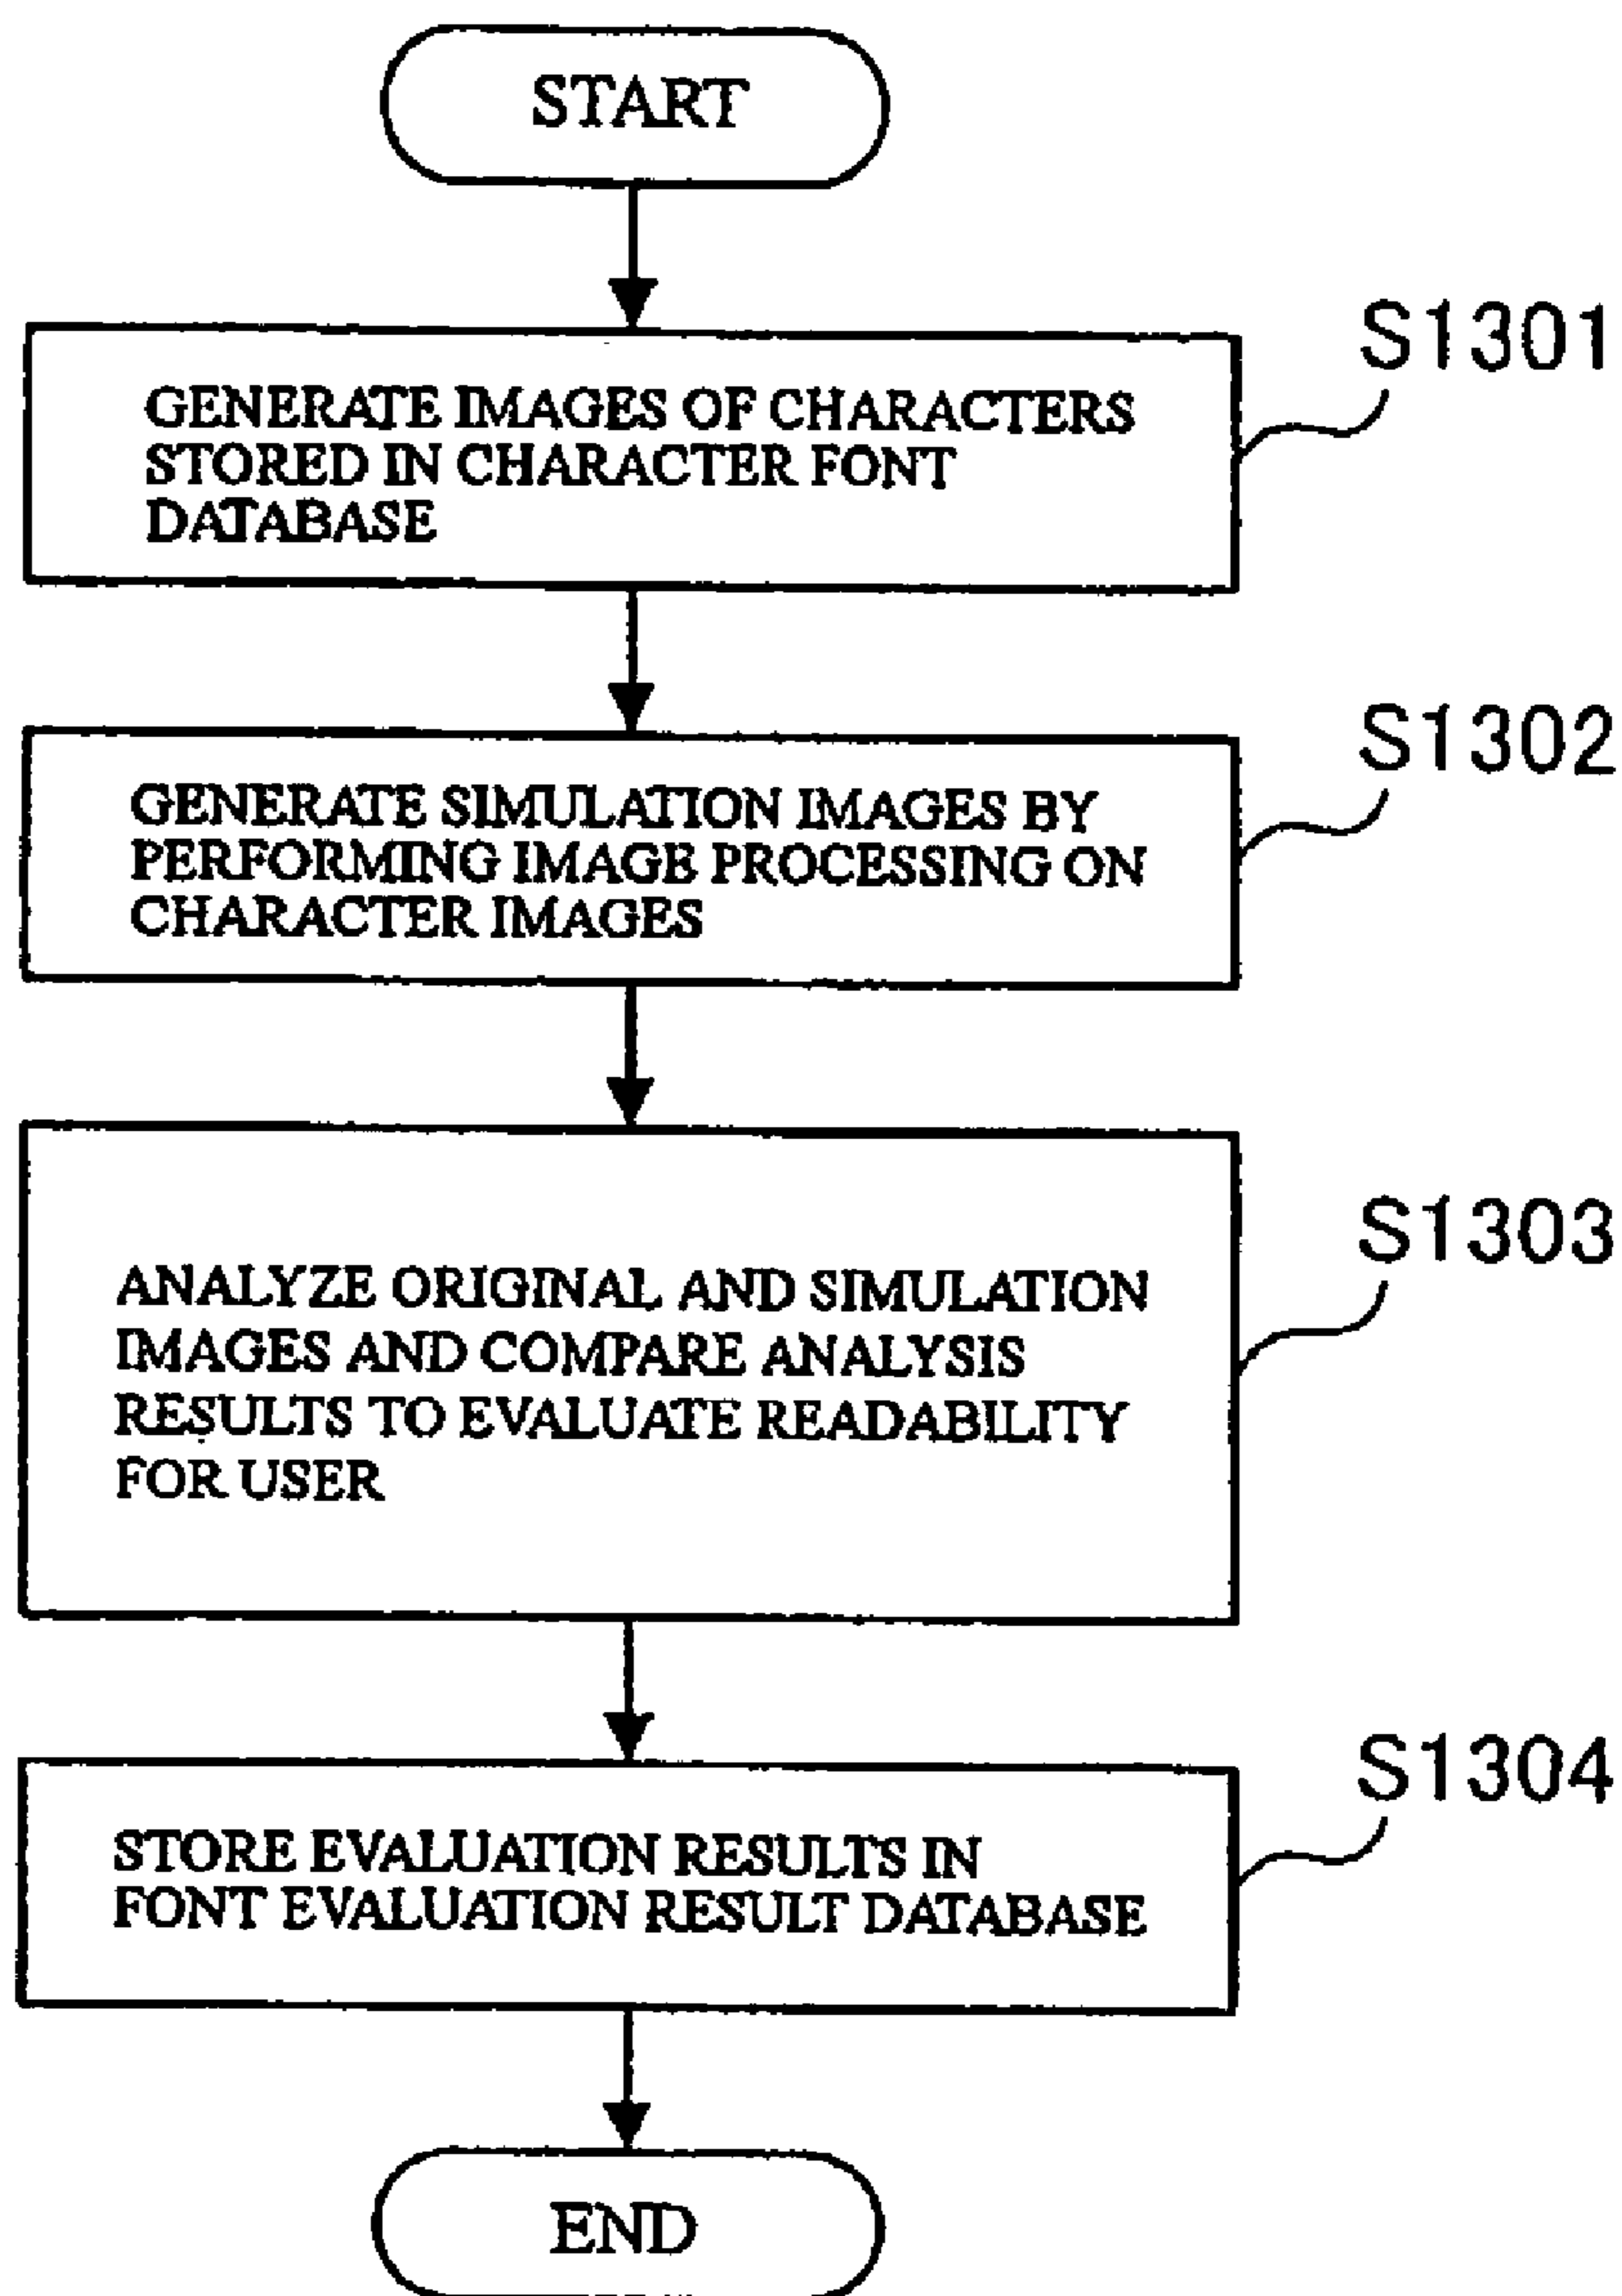 START
S1301
GENERATE IMAGES OF CHARACTERS
STORED IN CHARACTER FONT
DATABASE
S1302
GENERATE SIMULATION IMAGES BY
PERFORMING IMAGE PROCESSING ON
CHARACTER IMAGES
S1303
ANALYZE ORIGINAL AND SIMULATION
IMAGES AND COMPARE ANALYSIS
RESULTS TO EVALUATE READABILITY
FOR USER
S1304
STORE EVALUATION RESULTS IN
FONT EVALUATION RESULT DATABASE
END